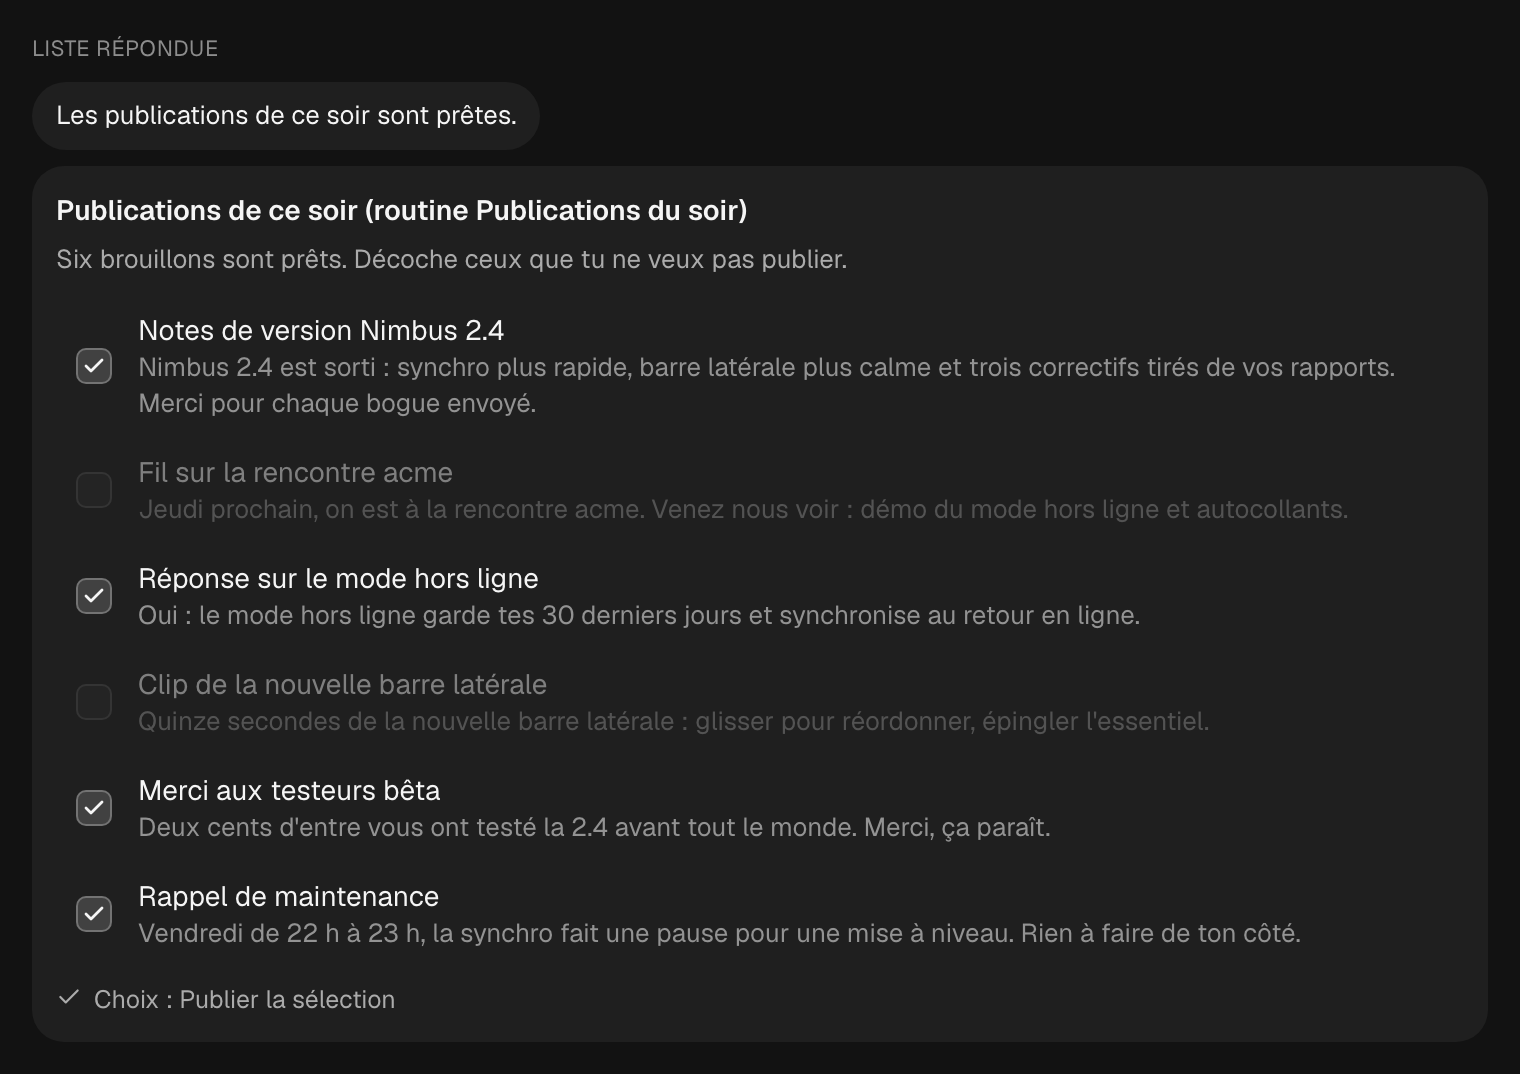 LISTE RÉPONDUE
Les publications de ce soir sont prêtes.
Publications de ce soir (routine Publications du soir)
Six brouillons sont prêts. Décoche ceux que tu ne veux pas publier.
Notes de version Nimbus 2.4
Nimbus 2.4 est sorti : synchro plus rapide, barre latérale plus calme et trois correctifs tirés de vos rapports.
Merci pour chaque bogue envoyé.
Fil sur la rencontre acme
Jeudi prochain, on est à la rencontre acme. Venez nous voir : démo du mode hors ligne et autocollants.
Réponse sur le mode hors ligne
Oui : le mode hors ligne garde tes 30 derniers jours et synchronise au retour en ligne.
Clip de la nouvelle barre latérale
Quinze secondes de la nouvelle barre latérale : glisser pour réordonner, épingler l'essentiel.
Merci aux testeurs bêta
Deux cents d'entre vous ont testé la 2.4 avant tout le monde. Merci, ça paraît.
Rappel de maintenance
Vendredi de 22 h à 23 h, la synchro fait une pause pour une mise à niveau. Rien à faire de ton côté.
Choix : Publier la sélection